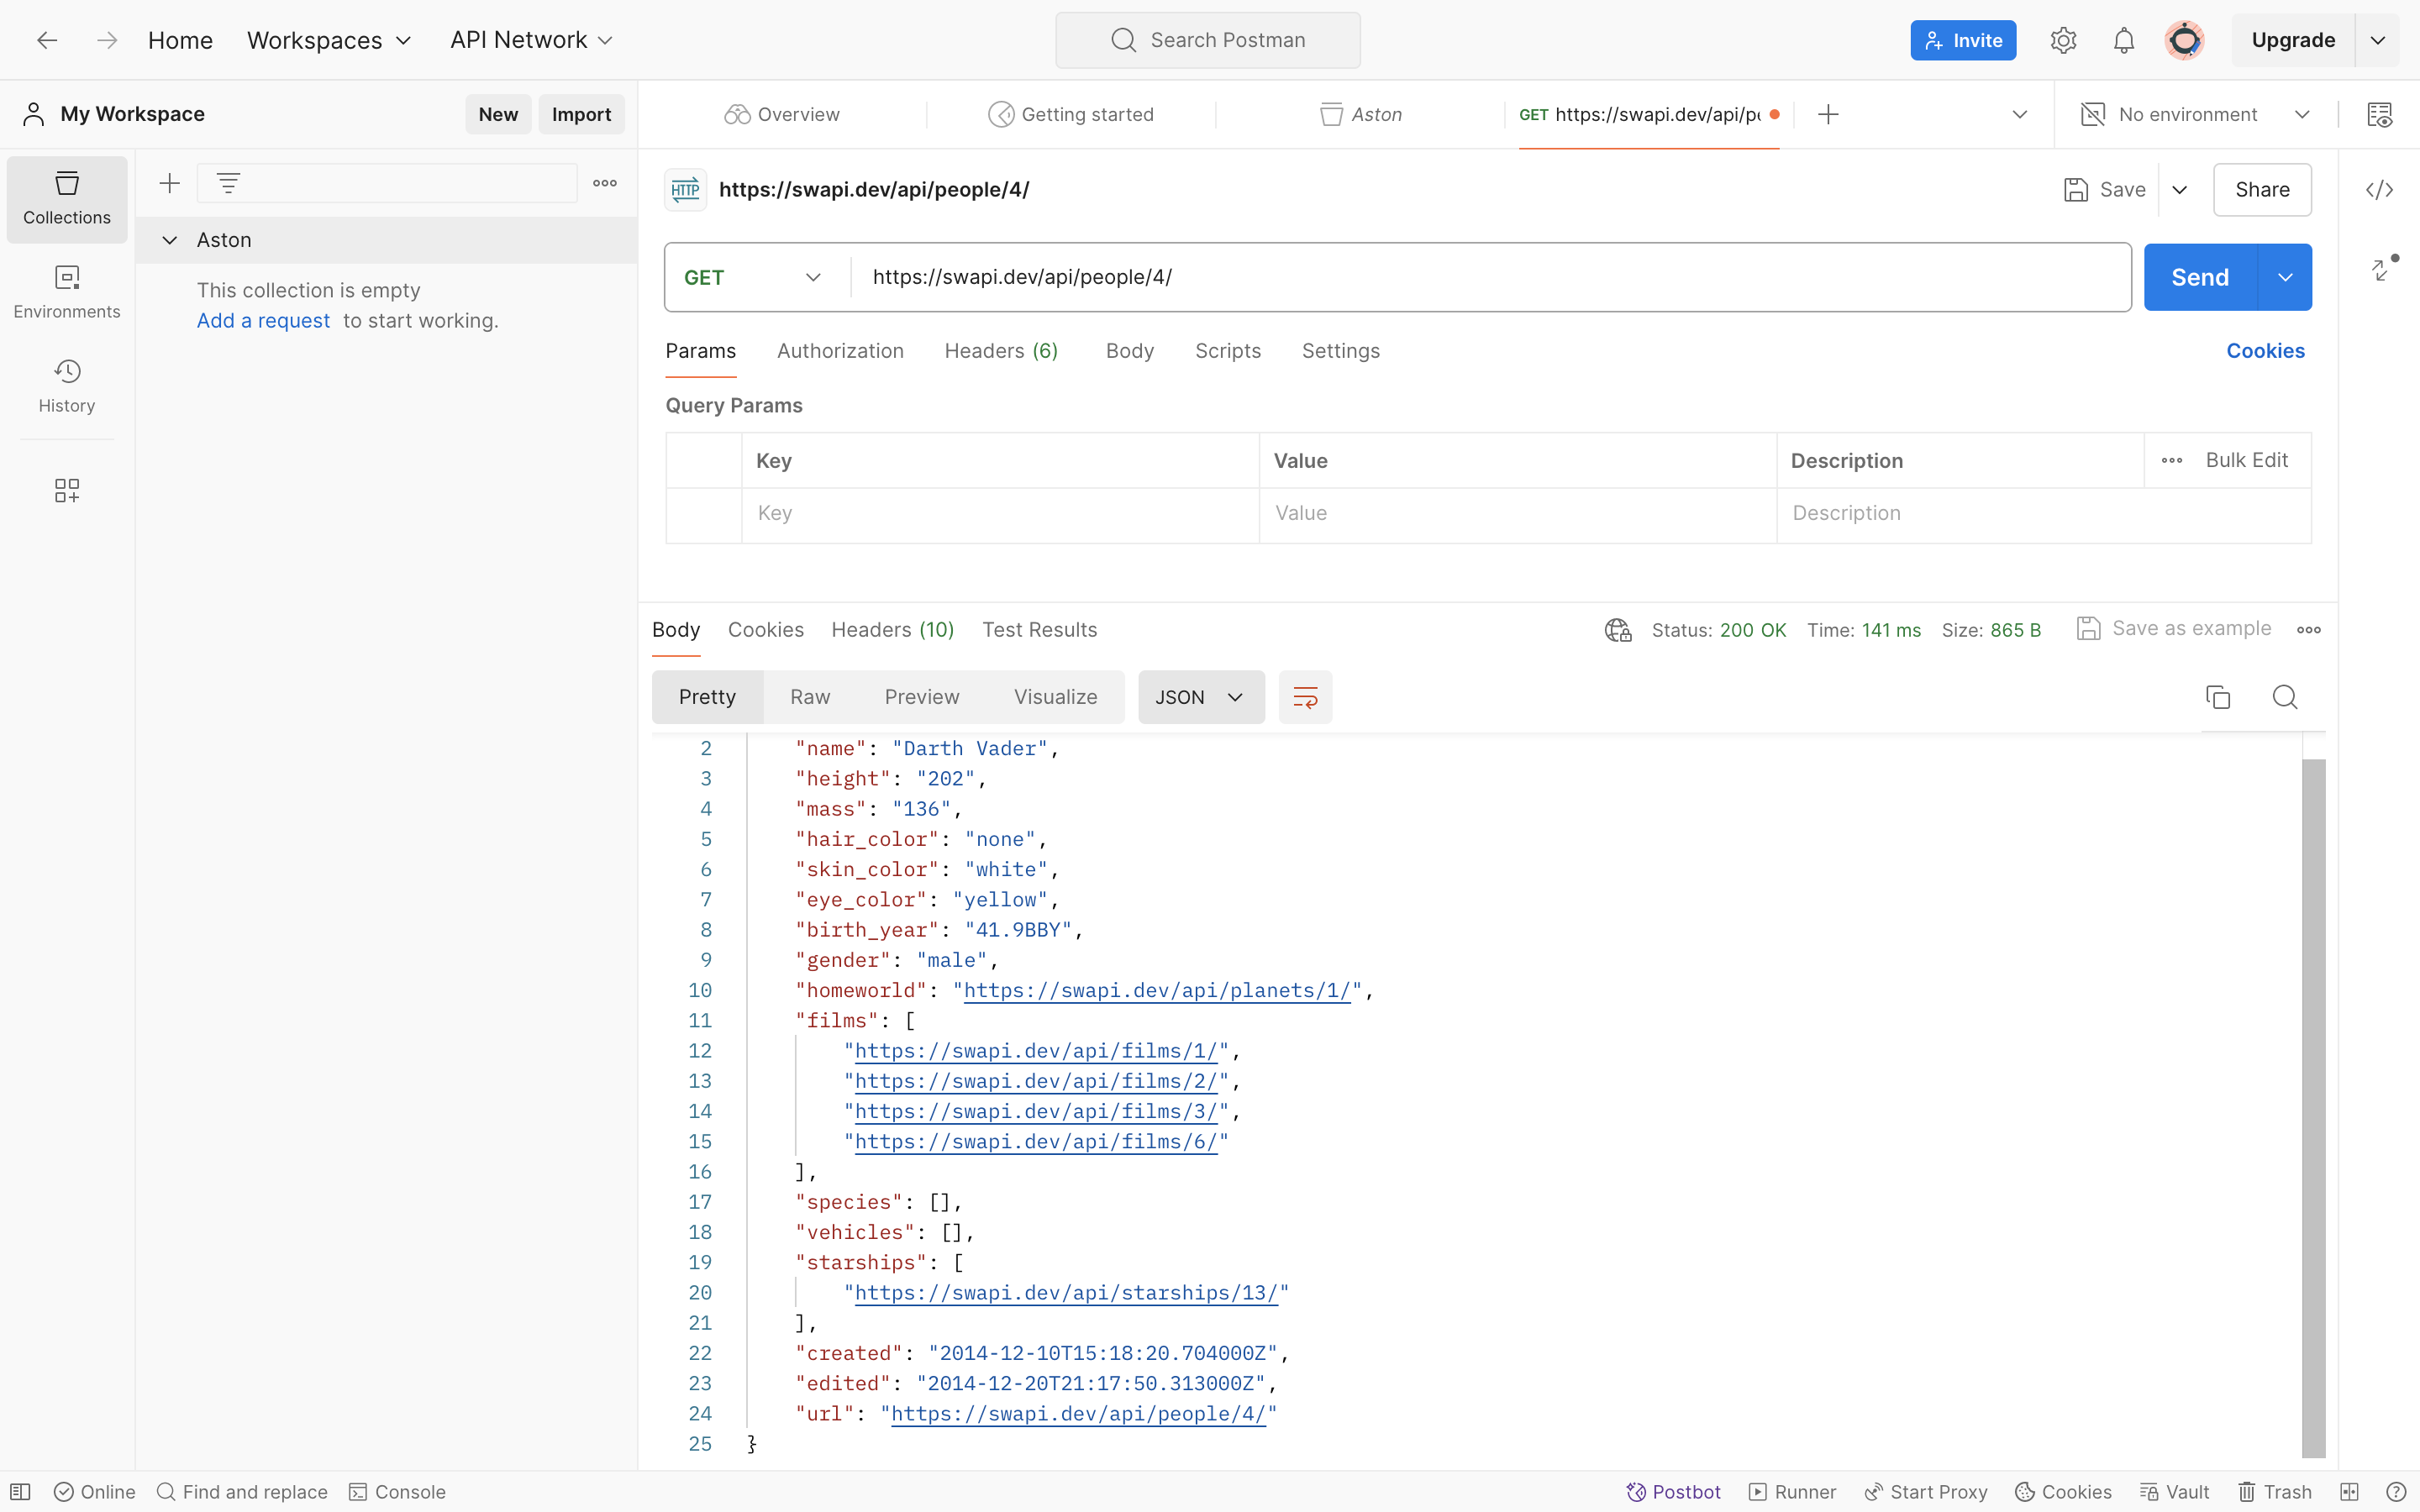 Home Workspaces API Network Search Postman Invite Upgrade
My Workspace New Import Overview Getting started Aston GET https://swapi.dev/api/p No environment
Collections
Environments
History
Aston
This collection is empty
Add a request to start working.
HTTP https://swapi.dev/api/people/4/ Save Share
GET https://swapi.dev/api/people/4/ Send
Params Authorization Headers (6) Body Scripts Settings Cookies
Query Params
Key Value Description Bulk Edit
Key Value Description
Body Cookies Headers (10) Test Results Status: 200 OK Time: 141 ms Size: 865 B Save as example
Pretty Raw Preview Visualize JSON
2 "name": "Darth Vader",
3 "height": "202",
4 "mass": "136",
5 "hair_color": "none",
6 "skin_color": "white",
7 "eye_color": "yellow",
8 "birth_year": "41.9BBY",
9 "gender": "male",
10 "homeworld": "https://swapi.dev/api/planets/1/",
11 "films": [
12 "https://swapi.dev/api/films/1/",
13 "https://swapi.dev/api/films/2/",
14 "https://swapi.dev/api/films/3/",
15 "https://swapi.dev/api/films/6/"
16 ],
17 "species": [],
18 "vehicles": [],
19 "starships": [
20 "https://swapi.dev/api/starships/13/"
21 ],
22 "created": "2014-12-10T15:18:20.704000Z",
23 "edited": "2014-12-20T21:17:50.313000Z",
24 "url": "https://swapi.dev/api/people/4/"
25 }
Online Find and replace Console Postbot Runner Start Proxy Cookies Vault Trash